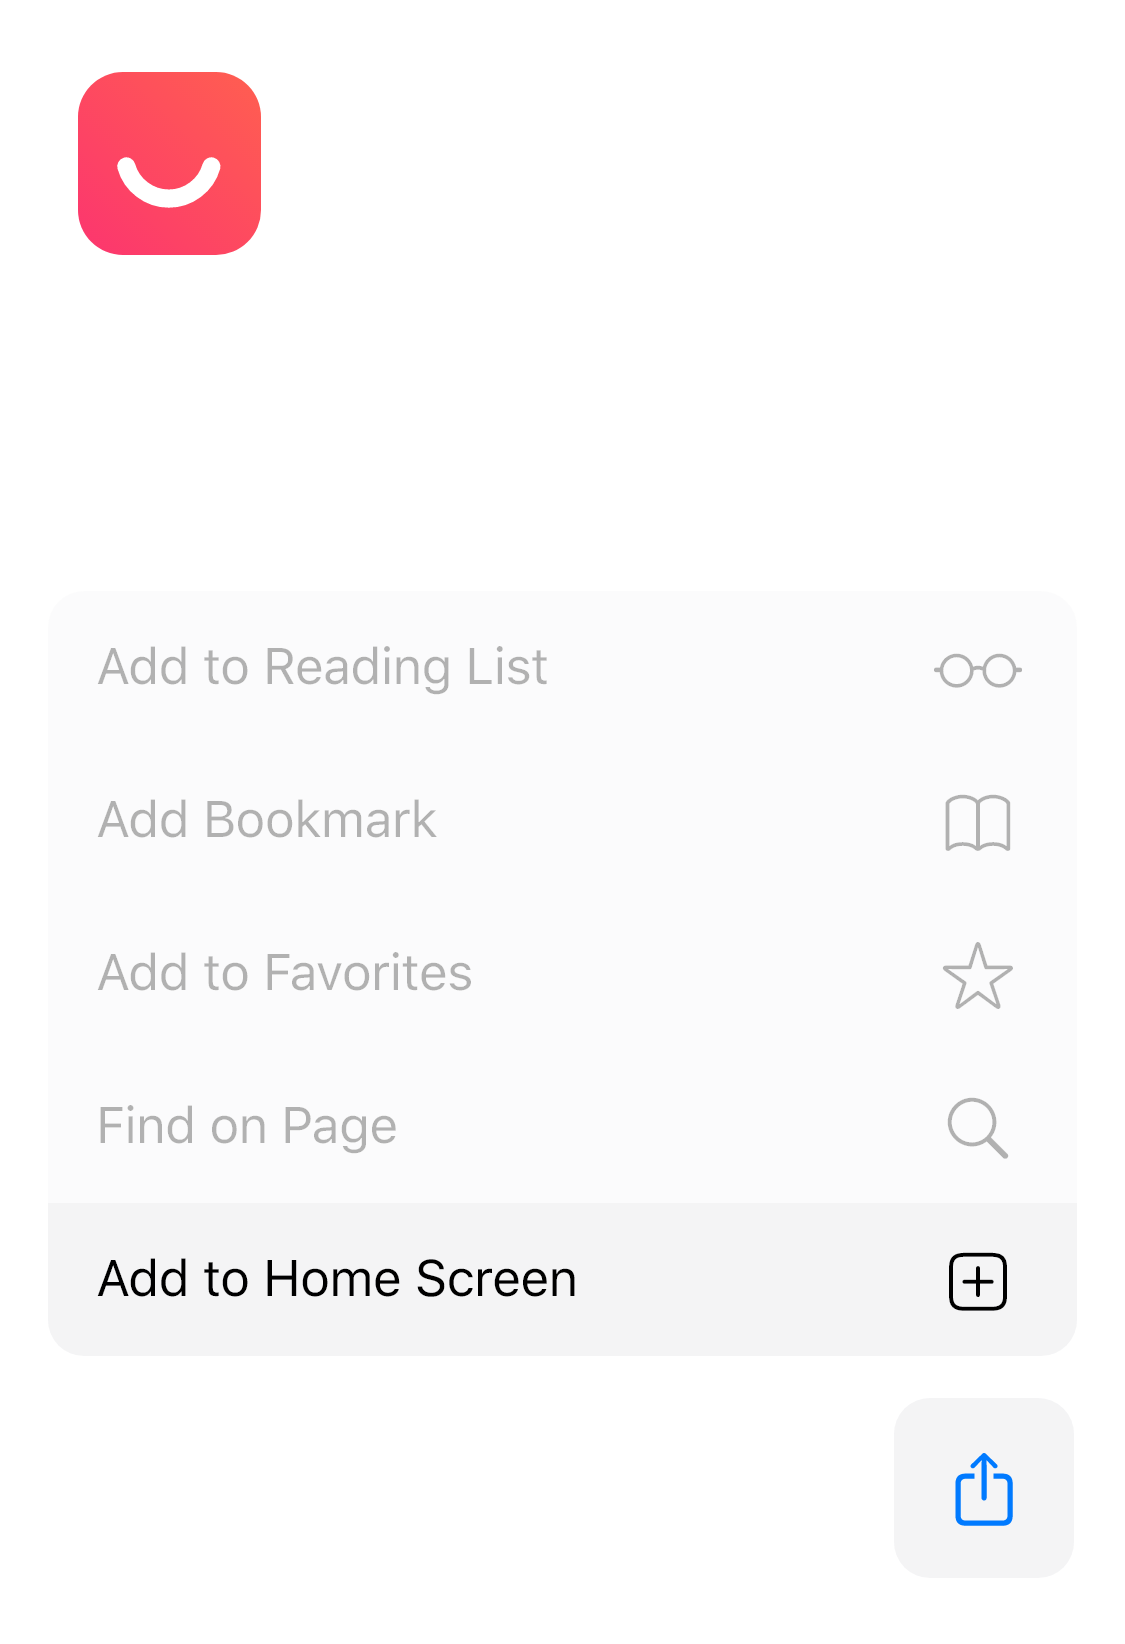 Add to Reading List
Add Bookmark
Add to Favorites
Find on Page
Add to Home Screen